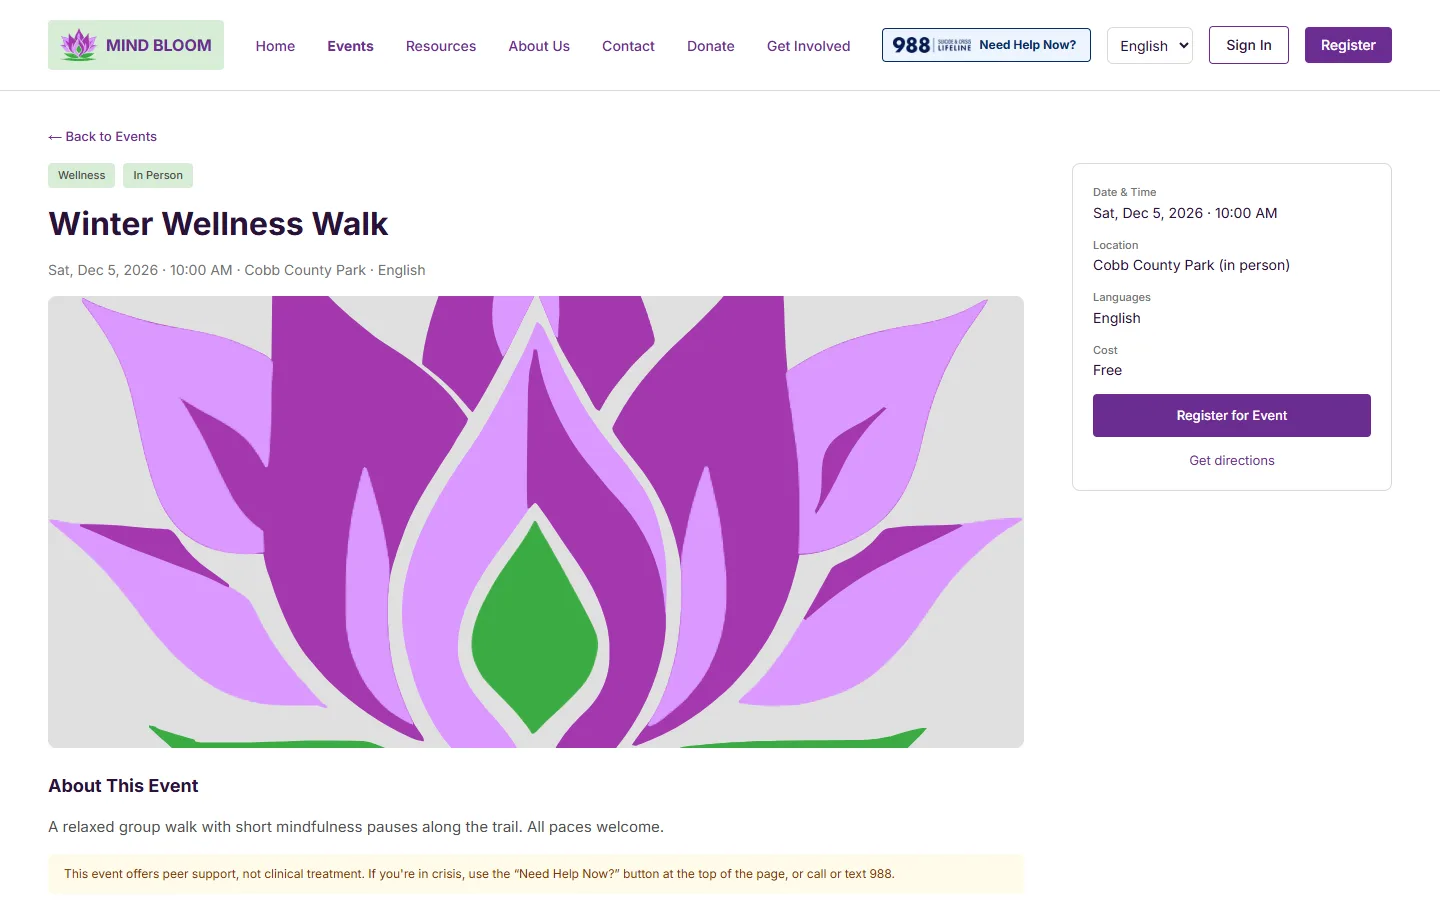 MIND BLOOM
Home
Events
Resources
About Us
Contact
Donate
Get Involved
988 SUICIDE & CRISIS LIFELINE Need Help Now?
English
Sign In
Register
← Back to Events
Wellness
In Person
Winter Wellness Walk
Sat, Dec 5, 2026 · 10:00 AM · Cobb County Park · English
Date & Time
Sat, Dec 5, 2026 · 10:00 AM
Location
Cobb County Park (in person)
Languages
English
Cost
Free
Register for Event
Get directions
About This Event
A relaxed group walk with short mindfulness pauses along the trail. All paces welcome.
This event offers peer support, not clinical treatment. If you're in crisis, use the “Need Help Now?” button at the top of the page, or call or text 988.